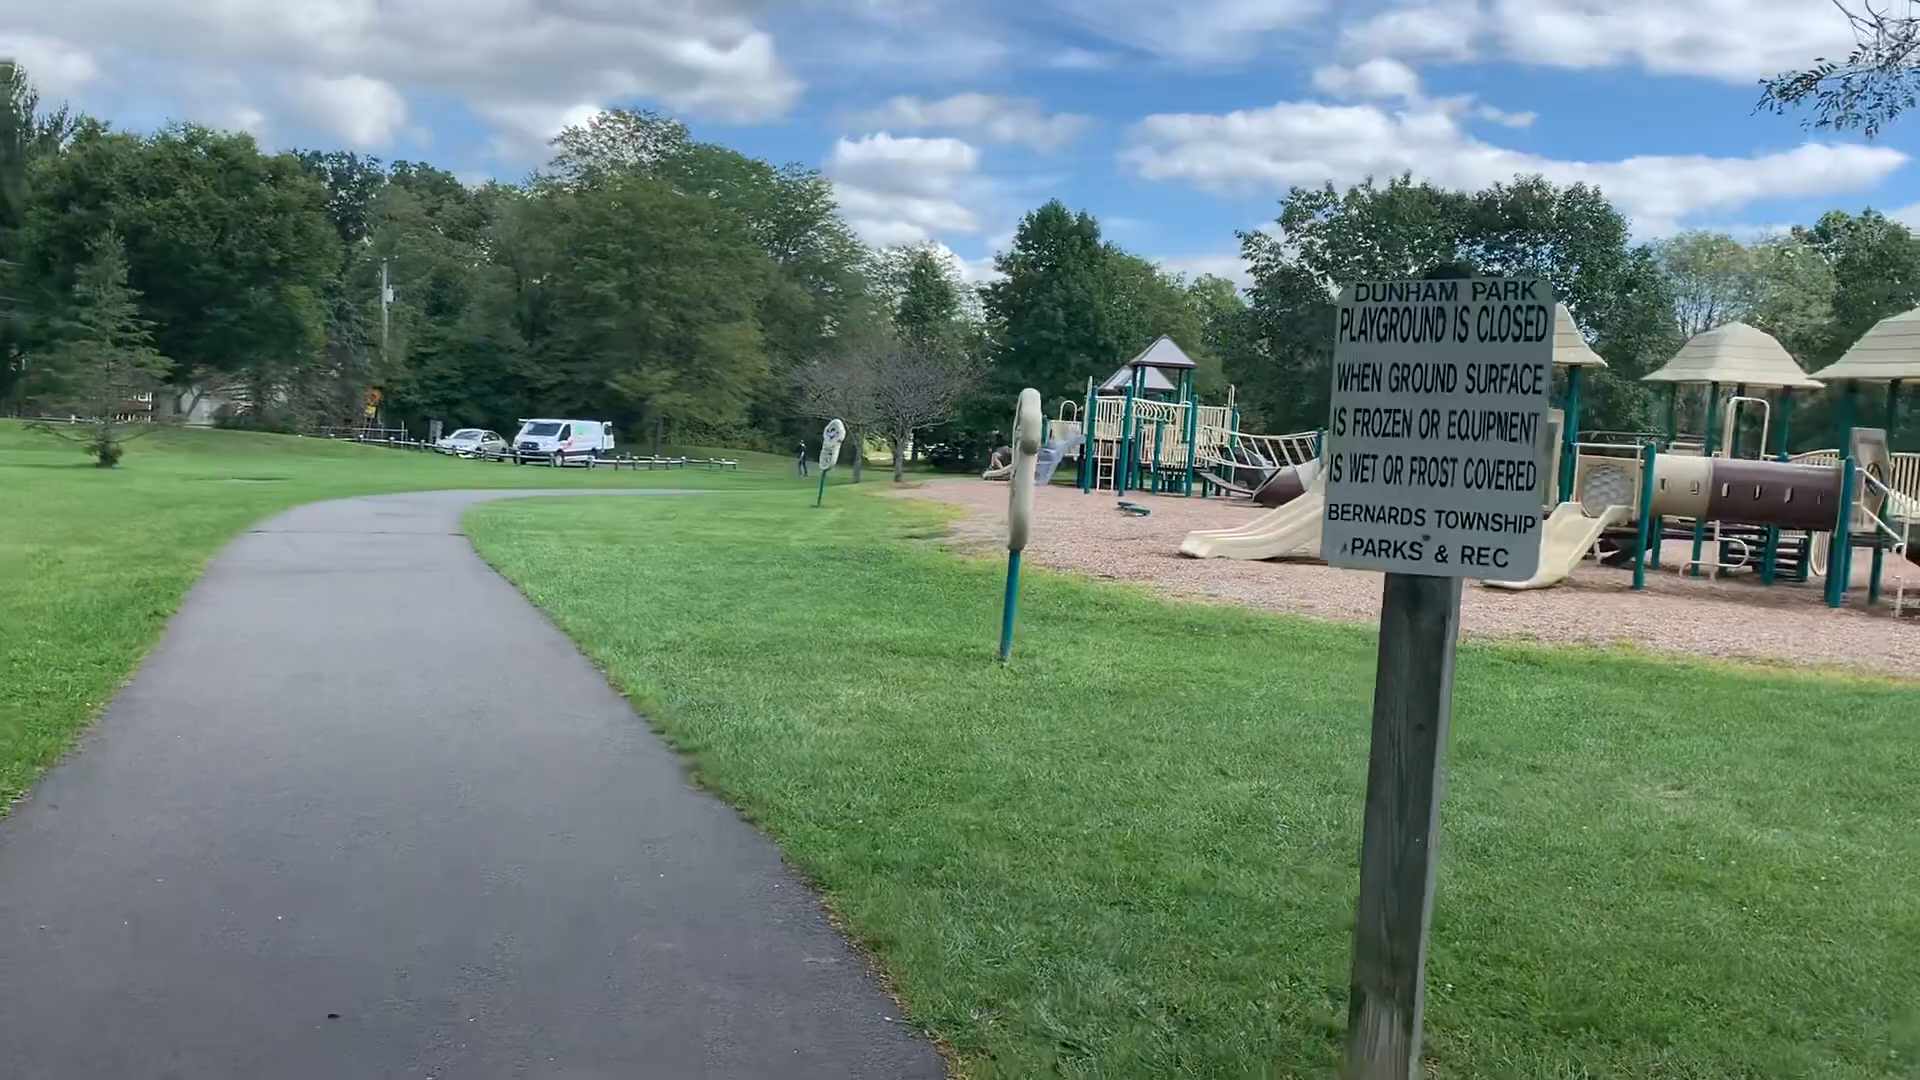 DUNHAM PARK
PLAYGROUND IS CLOSED
WHEN GROUND SURFACE
IS FROZEN OR EQUIPMENT
IS WET OR FROST COVERED
BERNARDS TOWNSHIP
PARKS & REC